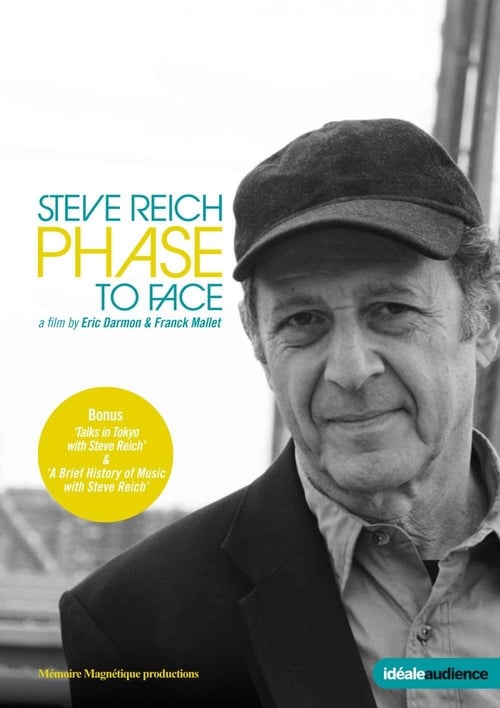 STEVE REICH
PHASE
TO FACE
a film by Eric Darmon & Franck Mallet
Bonus
'Talks in Tokyo
with Steve Reich'
&
'A Brief History of Music
with Steve Reich'
Mémoire Magnétique productions
idéaleaudience